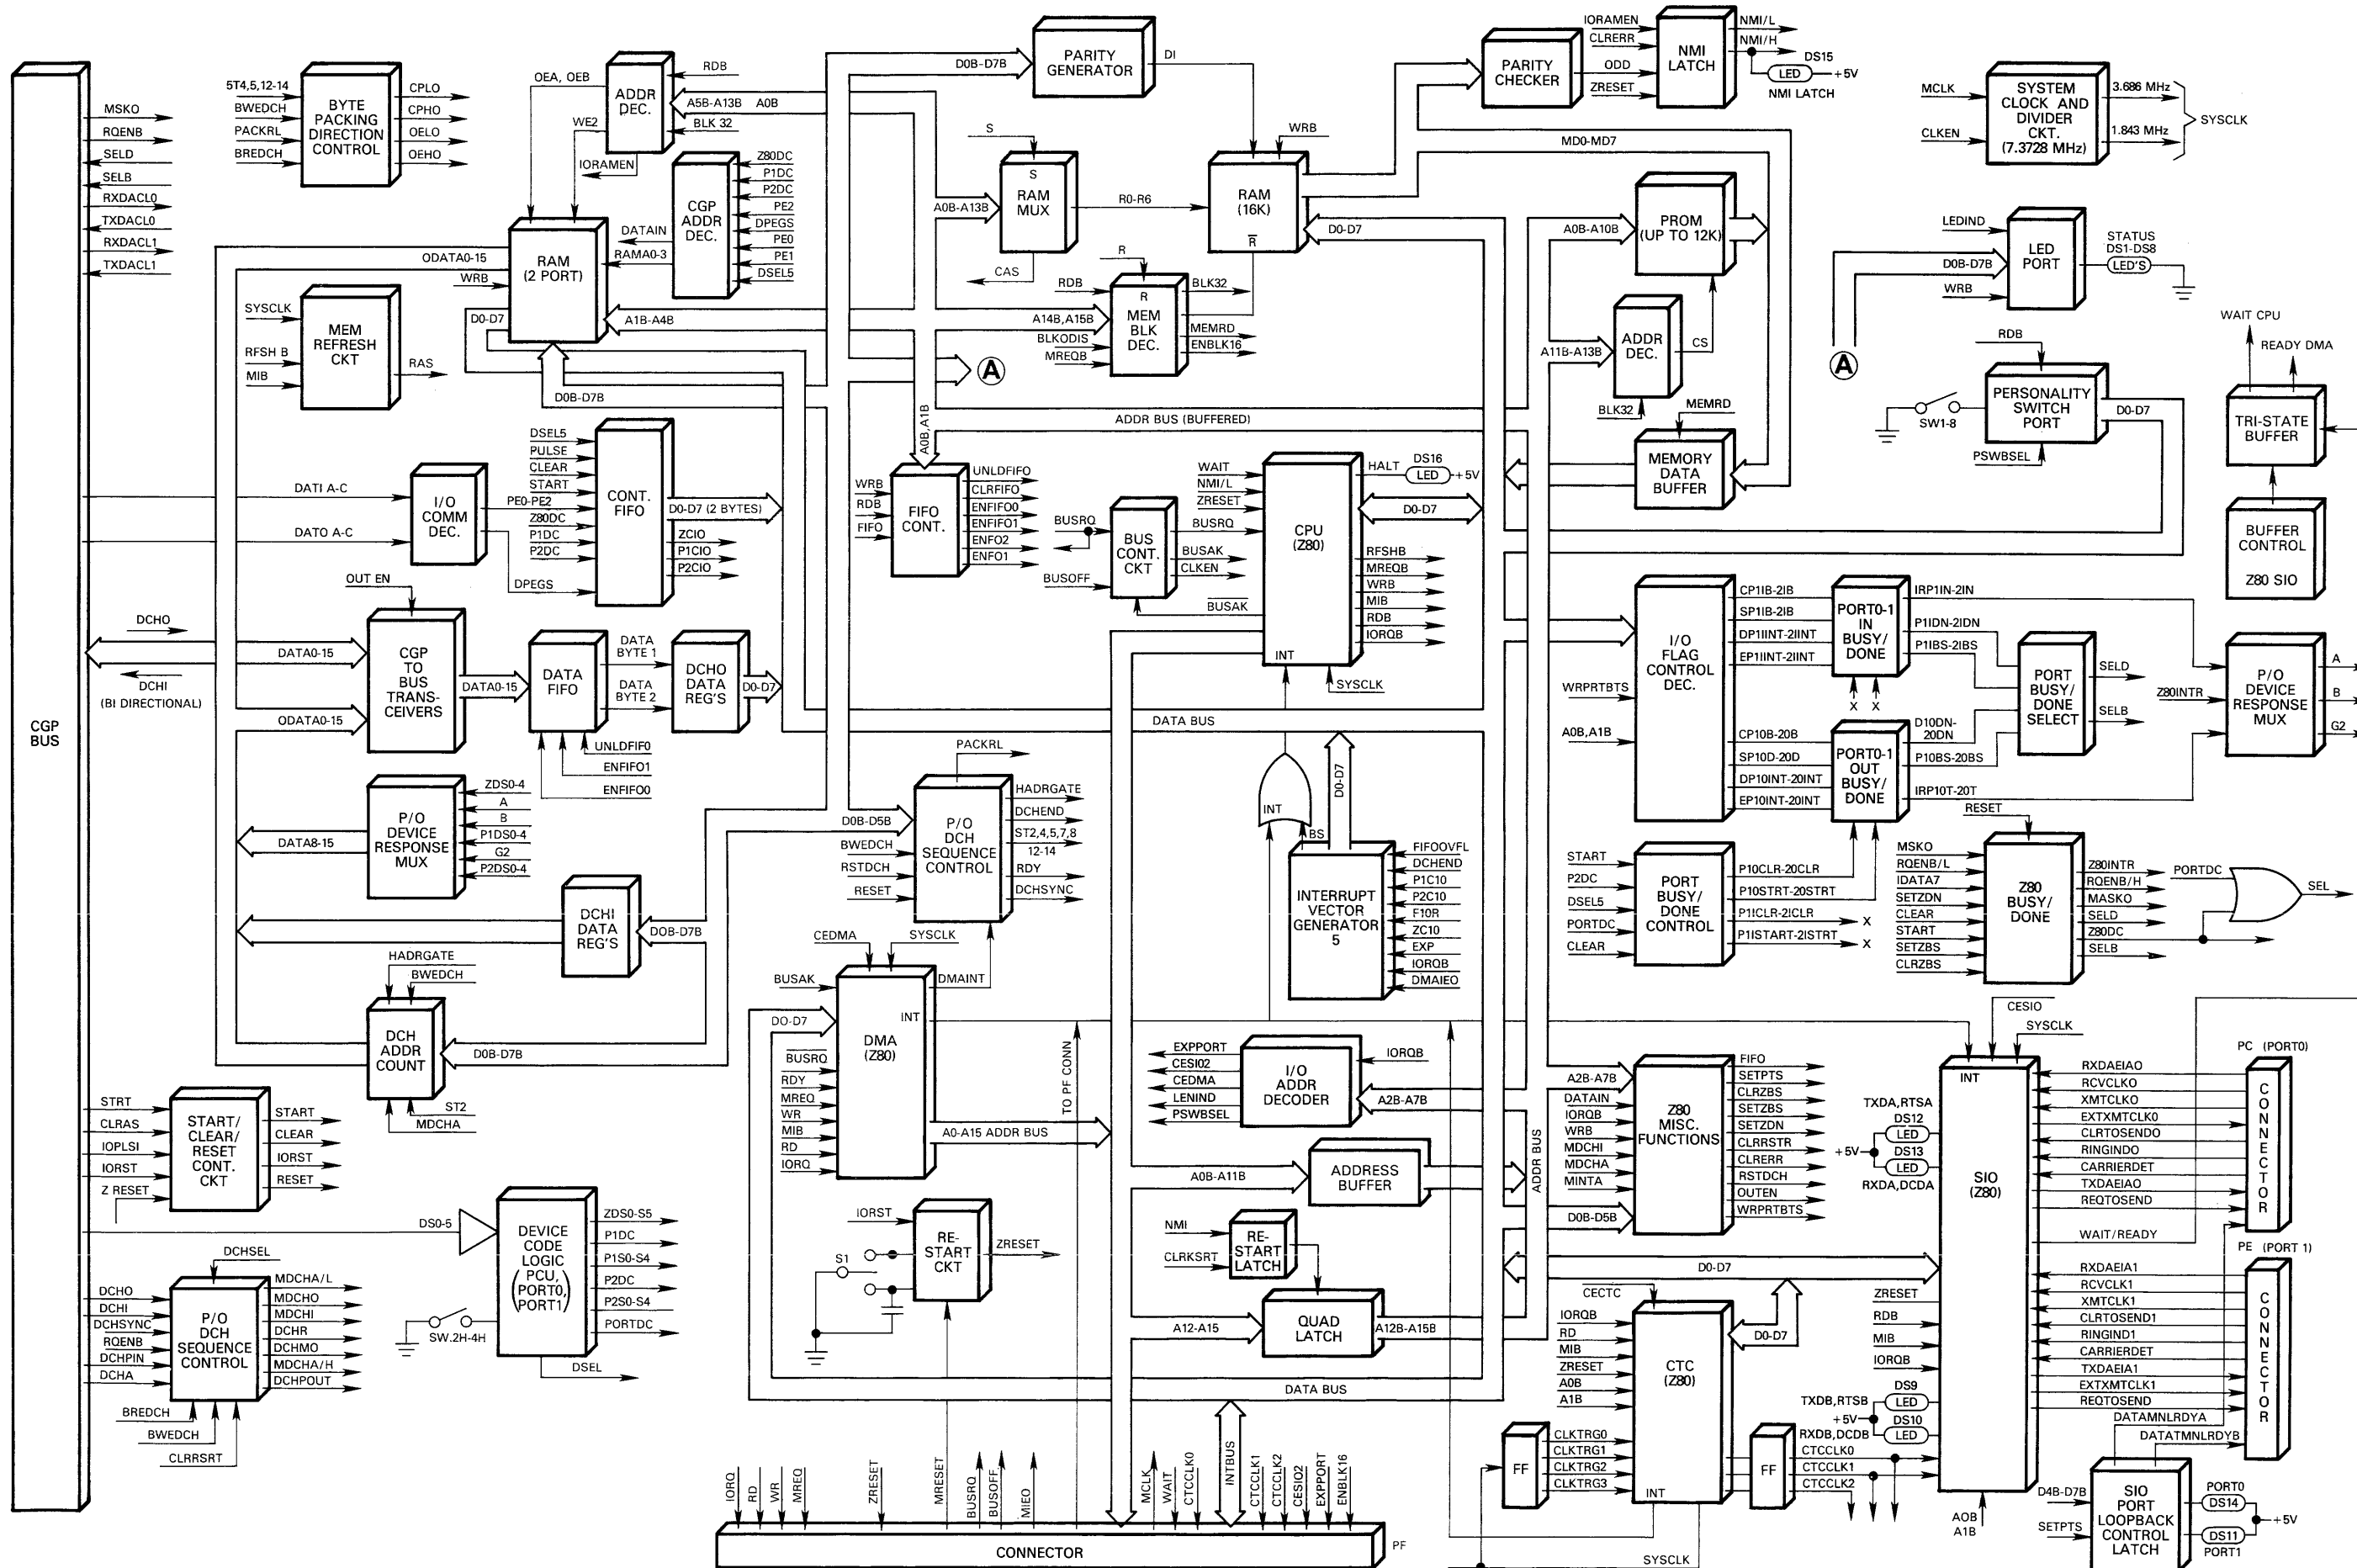 CGP
BUS
MSKO
RQENB
SELD
SELB
RXDACL0
TXDACL0
RXDACL1
TXDACL1
5T4,5,12-14
BWEDCH
PACKRL
BREDCH
BYTE
PACKING
DIRECTION
CONTROL
CPLO
CPHO
OELO
OEHO
OEA, OEB
WE2
IORAMEN
ADDR
DEC.
RDB
A5B-A13B A0B
BLK 32
CGP
ADDR
DEC.
Z80DC
P1DC
P2DC
PE2
DPEGS
PE0
PE1
DSEL5
DATAIN
RAMA0-3
RAM
(2 PORT)
ODATA0-15
WRB
D0-D7
A1B-A4B
D0B-D7B
SYSCLK
RFSH B
MIB
MEM
REFRESH
CKT
RAS
D0B-D7B
PARITY
GENERATOR
DI
S
S
RAM
MUX
A0B-A13B
R0-R6
CAS
RAM
(16K)
R
WRB
D0-D7
R
RDB
A14B,A15B
BLKODIS
MREQB
R
MEM
BLK
DEC.
BLK32
MEMRD
ENBLK16
A
A0B,A1B
ADDR BUS (BUFFERED)
PARITY
CHECKER
IORAMEN
CLRERR
ODD
ZRESET
NMI
LATCH
NMI/L
NMI/H
DS15
LED
+5V
NMI LATCH
MD0-MD7
PROM
(UP TO 12K)
A0B-A10B
ADDR
DEC.
A11B-A13B
CS
BLK32
MEMRD
MEMORY
DATA
BUFFER
MCLK
CLKEN
SYSTEM
CLOCK AND
DIVIDER
CKT.
(7.3728 MHz)
3.686 MHz
1.843 MHz
SYSCLK
LEDIND
D0B-D7B
WRB
LED
PORT
STATUS
DS1-DS8
LED'S
A
RDB
SW1-8
PERSONALITY
SWITCH
PORT
D0-D7
PSWBSEL
WAIT CPU
READY DMA
TRI-STATE
BUFFER
BUFFER
CONTROL
Z80 SIO
DATI A-C
DATO A-C
I/O
COMM
DEC.
PE0-PE2
DPEGS
DSEL5
PULSE
CLEAR
START
Z80DC
P1DC
P2DC
CONT.
FIFO
D0-D7 (2 BYTES)
ZCIO
P1CIO
P2CIO
WRB
RDB
FIFO
FIFO
CONT.
UNLDFIFO
CLRFIFO
ENFIFO0
ENFIFO1
ENFO2
ENFO1
BUSRQ
BUSOFF
BUS
CONT.
CKT
BUSRQ
BUSAK
CLKEN
BUSAK
WAIT
NMI/L
ZRESET
CPU
(Z80)
INT
HALT
DS16
LED
+5V
D0-D7
RFSHB
MREQB
WRB
MIB
RDB
IORQB
SYSCLK
DATA BUS
OUT EN
DCHO
DATA0-15
DCHI
(BI DIRECTIONAL)
ODATA0-15
CGP
TO
BUS
TRANS-
CEIVERS
DATA0-15
DATA
FIFO
DATA
BYTE 1
DATA
BYTE 2
DCHO
DATA
REG'S
D0-D7
UNLDFIF0
ENFIFO1
ENFIFO0
P/O
DEVICE
RESPONSE
MUX
ZDS0-4
A
B
P1DS0-4
G2
P2DS0-4
DATA8-15
DCHI
DATA
REG'S
DOB-D7B
HADRGATE
BWEDCH
DCH
ADDR
COUNT
D0B-D7B
ST2
MDCHA
PACKRL
D0B-D5B
BWEDCH
RSTDCH
RESET
P/O
DCH
SEQUENCE
CONTROL
HADRGATE
DCHEND
ST2,4,5,7,8
12-14
RDY
DCHSYNC
INT
BS
D0-D7
INTERRUPT
VECTOR
GENERATOR
5
FIFOOVFL
DCHEND
P1C10
P2C10
F10R
ZC10
EXP
IORQB
DMAIEO
CEDMA
SYSCLK
BUSAK
DMAINT
INT
DO-D7
DMA
(Z80)
BUSRQ
RDY
MREQ
WR
MIB
RD
IORQ
A0-A15 ADDR BUS
TO PF CONN
EXPPORT
CESI02
CEDMA
LENIND
PSWBSEL
I/O
ADDR
DECODER
IORQB
A2B-A7B
A0B-A11B
ADDRESS
BUFFER
ADDR BUS
NMI
CLRKSRT
RE-
START
LATCH
A12-A15
QUAD
LATCH
A12B-A15B
DATA BUS
IORST
S1
RE-
START
CKT
ZRESET
I/O
FLAG
CONTROL
DEC.
WRPRTBTS
A0B,A1B
CP1IB-2IB
SP1IB-2IB
DP1IINT-2IINT
EP1IINT-2IINT
CP10B-20B
SP10D-20D
DP10INT-20INT
EP10INT-20INT
PORT0-1
IN
BUSY/
DONE
X X
PORT0-1
OUT
BUSY/
DONE
IRP1IN-2IN
P1IDN-2IDN
P1IBS-2IBS
D10DN-
20DN
P10BS-20BS
IRP10T-20T
PORT
BUSY/
DONE
SELECT
SELD
SELB
Z80INTR
P/O
DEVICE
RESPONSE
MUX
A
B
G2
START
P2DC
DSEL5
PORTDC
CLEAR
PORT
BUSY/
DONE
CONTROL
P10CLR-20CLR
P10STRT-20STRT
P1ICLR-2ICLR
X
P1ISTART-2ISTRT
X
RESET
MSKO
RQENB/L
IDATA7
SETZDN
CLEAR
START
SETZBS
CLRZBS
Z80
BUSY/
DONE
Z80INTR
RQENB/H
MASKO
SELD
Z80DC
SELB
PORTDC
SEL
A2B-A7B
DATAIN
IORQB
WRB
MDCHI
MDCHA
MINTA
D0B-D5B
Z80
MISC.
FUNCTIONS
FIFO
SETPTS
CLRZBS
SETZBS
SETZDN
CLRRSTR
CLRERR
RSTDCH
OUTEN
WRPRTBTS
D0-D7
CECTC
IORQB
RD
MIB
ZRESET
A0B
A1B
CTC
(Z80)
INT
D0-D7
FF
CLKTRG0
CLKTRG1
CLKTRG2
CLKTRG3
FF
CTCCLK0
CTCCLK1
CTCCLK2
SYSCLK
CESIO
SYSCLK
INT
SIO
(Z80)
TXDA,RTSA
DS12
LED
+5V
DS13
LED
RXDA,DCDA
ZRESET
RDB
MIB
IORQB
DS9
TXDB,RTSB
LED
+5V
DS10
RXDB,DCDB
LED
AOB
A1B
PC (PORT0)
RXDAEIAO
RCVCLKO
XMTCLKO
EXTXMTCLK0
CLRTOSENDO
RINGINDO
CARRIERDET
TXDAEIAO
REQTOSEND
CONNECTOR
WAIT/READY
PE (PORT 1)
RXDAEIA1
RCVCLK1
XMTCLK1
CLRTOSEND1
RINGIND1
CARRIERDET
TXDAEIA1
EXTXMTCLK1
REQTOSEND
CONNECTOR
DATAMNLRDYA
DATATMNLRDYB
D4B-D7B
SETPTS
SIO
PORT
LOOPBACK
CONTROL
LATCH
PORT0
DS14
+5V
DS11
PORT1
STRT
CLRAS
IOPLSI
IORST
Z RESET
START/
CLEAR/
RESET
CONT.
CKT
START
CLEAR
IORST
RESET
DS0-5
DEVICE
CODE
LOGIC
(PCU,
PORT0,
PORT1)
ZDS0-S5
P1DC
P1S0-S4
P2DC
P2S0-S4
PORTDC
SW.2H-4H
DSEL
DCHSEL
DCHO
DCHI
DCHSYNC
RQENB
DCHPIN
DCHA
P/O
DCH
SEQUENCE
CONTROL
MDCHA/L
MDCHO
MDCHI
DCHR
DCHMO
MDCHA/H
DCHPOUT
BREDCH
BWEDCH
CLRRSRT
IORQ
RD
WR
MREQ
ZRESET
MRESET
BUSRQ
BUSOFF
MIEO
MCLK
WAIT
CTCCLK0
INTBUS
CTCCLK1
CTCCLK2
CESIO2
EXPPORT
ENBLK16
CONNECTOR
PF